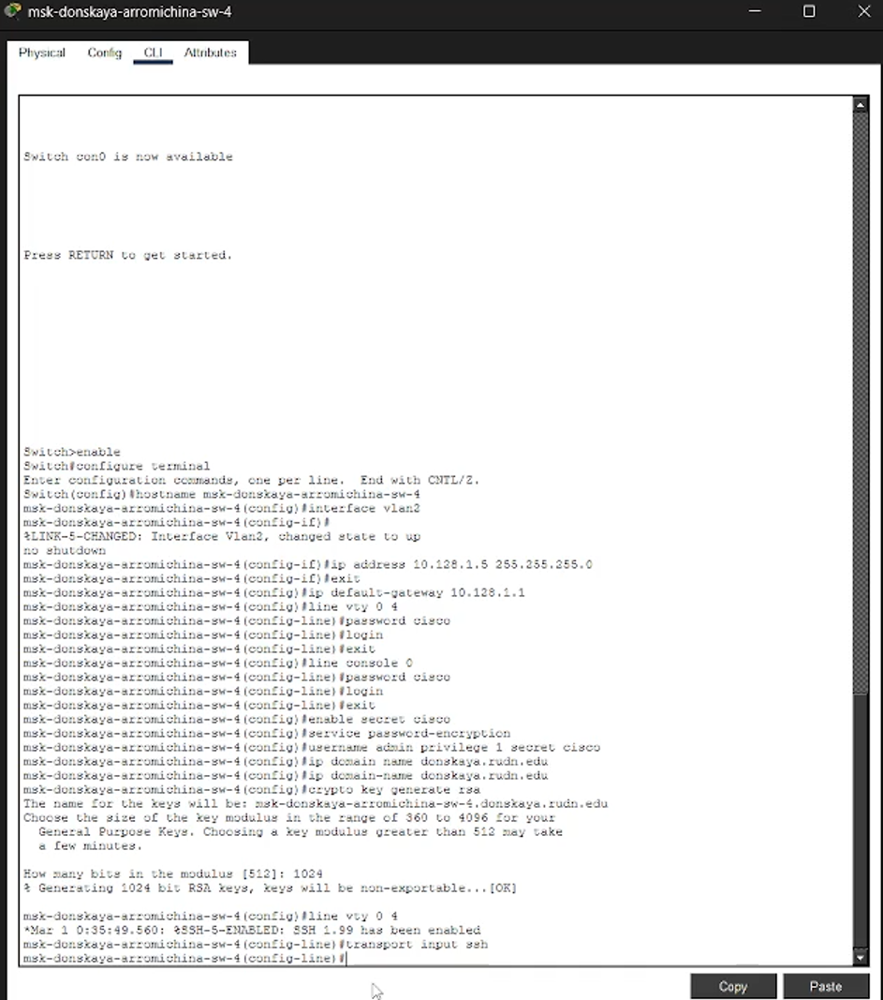 msk-donskaya-arromichina-sw-4
Physical Config CLI Attributes
Switch con0 is now available
Press RETURN to get started.
Switch>enable
Switch#configure terminal
Enter configuration commands, one per line.  End with CNTL/Z.
Switch(config)#hostname msk-donskaya-arromichina-sw-4
msk-donskaya-arromichina-sw-4(config)#interface vlan2
msk-donskaya-arromichina-sw-4(config-if)#
%LINK-5-CHANGED: Interface Vlan2, changed state to up
no shutdown
msk-donskaya-arromichina-sw-4(config-if)#ip address 10.128.1.5 255.255.255.0
msk-donskaya-arromichina-sw-4(config-if)#exit
msk-donskaya-arromichina-sw-4(config)#ip default-gateway 10.128.1.1
msk-donskaya-arromichina-sw-4(config)#line vty 0 4
msk-donskaya-arromichina-sw-4(config-line)#password cisco
msk-donskaya-arromichina-sw-4(config-line)#login
msk-donskaya-arromichina-sw-4(config-line)#exit
msk-donskaya-arromichina-sw-4(config)#line console 0
msk-donskaya-arromichina-sw-4(config-line)#password cisco
msk-donskaya-arromichina-sw-4(config-line)#login
msk-donskaya-arromichina-sw-4(config-line)#exit
msk-donskaya-arromichina-sw-4(config)#enable secret cisco
msk-donskaya-arromichina-sw-4(config)#service password-encryption
msk-donskaya-arromichina-sw-4(config)#username admin privilege 1 secret cisco
msk-donskaya-arromichina-sw-4(config)#ip domain name donskaya.rudn.edu
msk-donskaya-arromichina-sw-4(config)#ip domain-name donskaya.rudn.edu
msk-donskaya-arromichina-sw-4(config)#crypto key generate rsa
The name for the keys will be: msk-donskaya-arromichina-sw-4.donskaya.rudn.edu
Choose the size of the key modulus in the range of 360 to 4096 for your
General Purpose Keys. Choosing a key modulus greater than 512 may take
a few minutes.
How many bits in the modulus [512]: 1024
% Generating 1024 bit RSA keys, keys will be non-exportable...[OK]
msk-donskaya-arromichina-sw-4(config)#line vty 0 4
*Mar 1 0:35:49.560: %SSH-5-ENABLED: SSH 1.99 has been enabled
msk-donskaya-arromichina-sw-4(config-line)#transport input ssh
msk-donskaya-arromichina-sw-4(config-line)#
Copy Paste